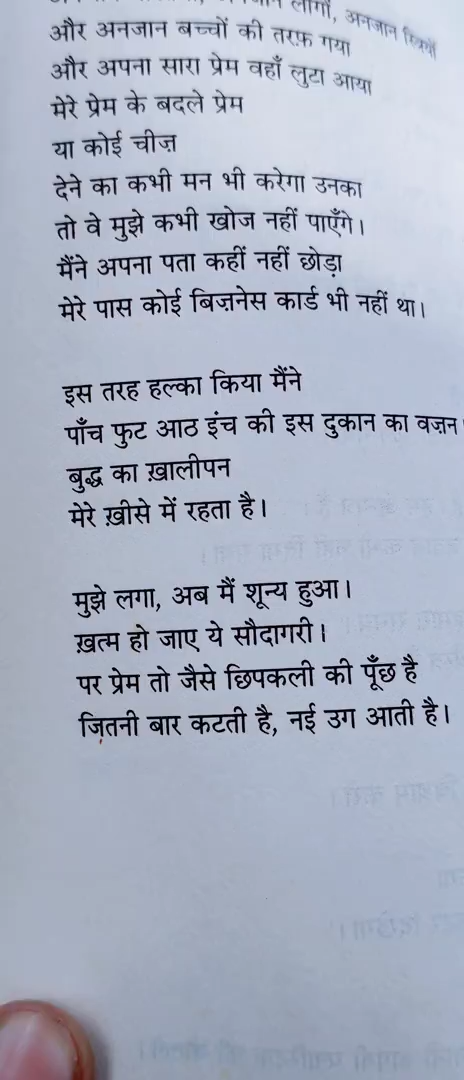 लोगों, अनजान स्त्रियों
और अनजान बच्चों की तरफ़ गया
और अपना सारा प्रेम वहाँ लुटा आया
मेरे प्रेम के बदले प्रेम
या कोई चीज़
देने का कभी मन भी करेगा उनका
तो वे मुझे कभी खोज नहीं पाएँगे।
मैंने अपना पता कहीं नहीं छोड़ा
मेरे पास कोई बिज़नेस कार्ड भी नहीं था।
इस तरह हल्का किया मैंने
पाँच फुट आठ इंच की इस दुकान का वज़न
बुद्ध का ख़ालीपन
मेरे ख़ीसे में रहता है।
मुझे लगा, अब मैं शून्य हुआ।
ख़त्म हो जाए ये सौदागरी।
पर प्रेम तो जैसे छिपकली की पूँछ है
जितनी बार कटती है, नई उग आती है।